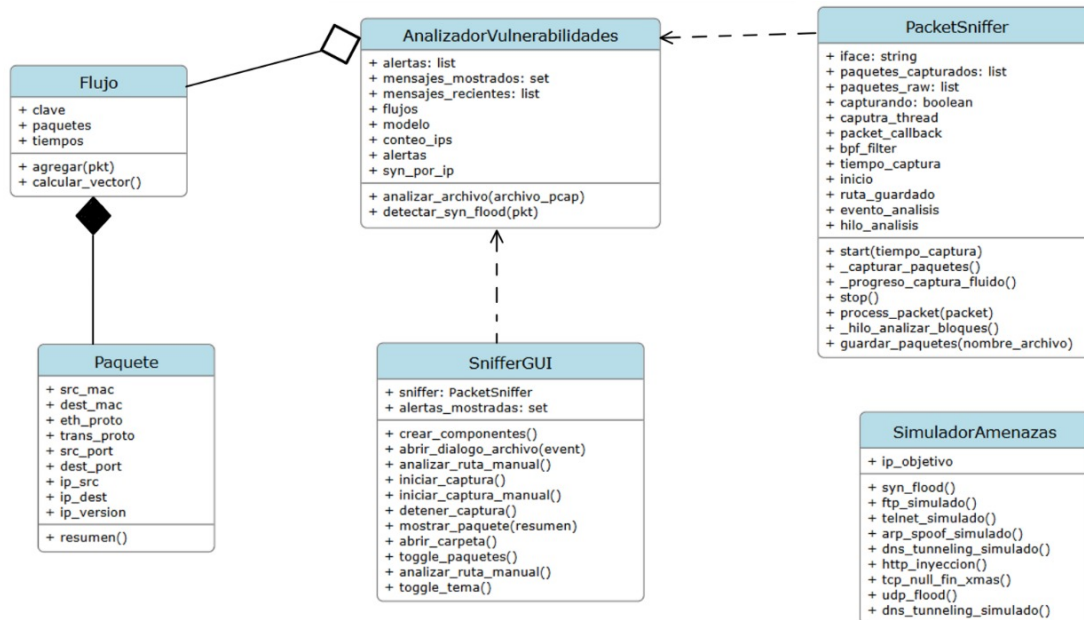 Flujo
+ clave
+ paquetes
+ tiempos
+ agregar(pkt)
+ calcular_vector()
AnalizadorVulnerabilidades
+ alertas: list
+ mensajes_mostrados: set
+ mensajes_recientes: list
+ flujos
+ modelo
+ conteo_ips
+ alertas
+ syn_por_ip
+ analizar_archivo(archivo_pcap)
+ detectar_syn_flood(pkt)
PacketSniffer
+ iface: string
+ paquetes_capturados: list
+ paquetes_raw: list
+ capturando: boolean
+ caputra_thread
+ packet_callback
+ bpf_filter
+ tiempo_captura
+ inicio
+ ruta_guardado
+ evento_analisis
+ hilo_analisis
+ start(tiempo_captura)
+ _capturar_paquetes()
+ _progreso_captura_fluido()
+ stop()
+ process_packet(packet)
+ _hilo_analizar_bloques()
+ guardar_paquetes(nombre_archivo)
Paquete
+ src_mac
+ dest_mac
+ eth_proto
+ trans_proto
+ src_port
+ dest_port
+ ip_src
+ ip_dest
+ ip_version
+ resumen()
SnifferGUI
+ sniffer: PacketSniffer
+ alertas_mostradas: set
+ crear_componentes()
+ abrir_dialogo_archivo(event)
+ analizar_ruta_manual()
+ iniciar_captura()
+ iniciar_captura_manual()
+ detener_captura()
+ mostrar_paquete(resumen)
+ abrir_carpeta()
+ toggle_paquetes()
+ analizar_ruta_manual()
+ toggle_tema()
SimuladorAmenazas
+ ip_objetivo
+ syn_flood()
+ ftp_simulado()
+ telnet_simulado()
+ arp_spoof_simulado()
+ dns_tunneling_simulado()
+ http_inyeccion()
+ tcp_null_fin_xmas()
+ udp_flood()
+ dns_tunneling_simulado()